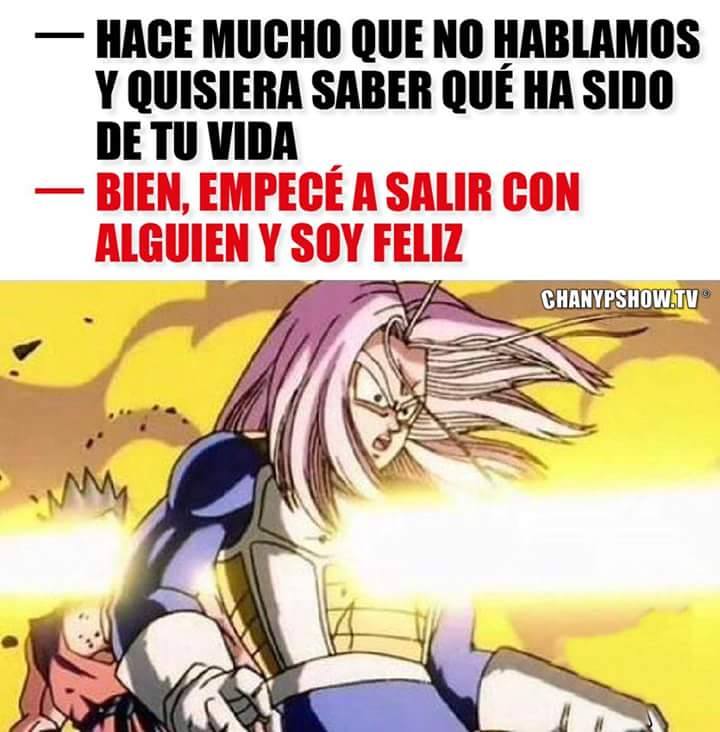 — HACE MUCHO QUE NO HABLAMOS
Y QUISIERA SABER QUÉ HA SIDO
DE TU VIDA
— BIEN, EMPECÉ A SALIR CON
ALGUIEN Y SOY FELIZ
CHANYPSHOW.TV®